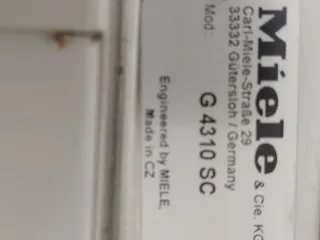 Miele & Cie. KG
Carl-Miele-Straße 29
33332 Gütersloh / Germany
Mod.: G 4310 SC
Engineered by MIELE,
Made in CZ